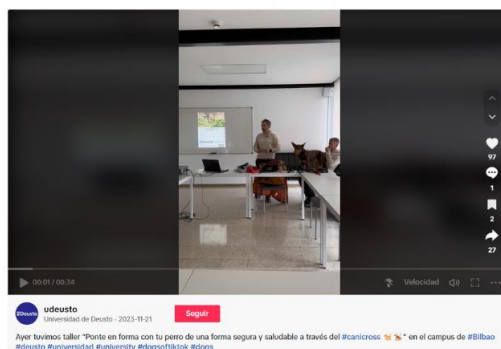 97
1
2
27
00:01 / 00:34
Velocidad
udeusto
Universidad de Deusto - 2023-11-21
Seguir
Ayer tuvimos taller "Ponte en forma con tu perro de una forma segura y saludable a través del #canicross 🐕 🐕" en el campus de #Bilbao
#deusto #universidad #university #dogsoftiktok #dogs